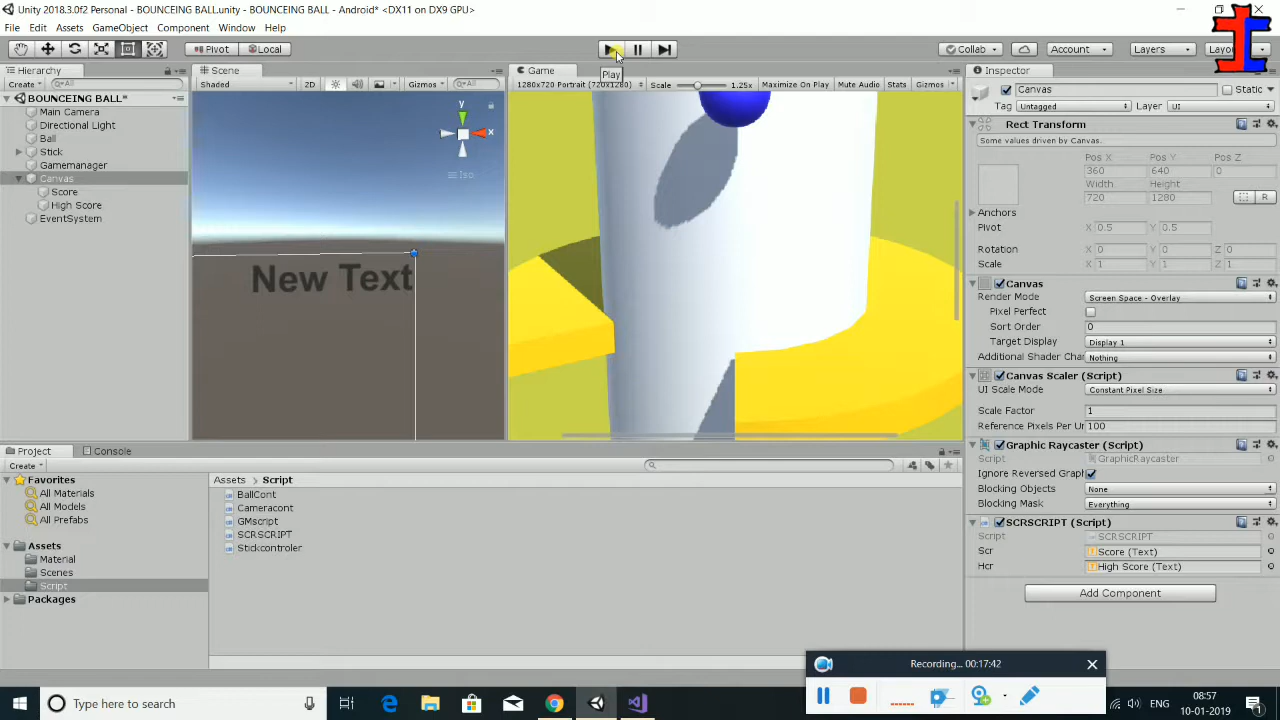 Unity 2018.3.0f2 Personal - BOUNCEING BALL.unity - BOUNCEING BALL - Android* <DX11 on DX9 GPU>
File Edit Assets GameObject Component Window Help
Pivot Local Collab Account Layers
Play
Hierarchy
Create All
BOUNCEING BALL*
Main Camera
Directional Light
Ball
Stick
Gamemanager
Canvas
Score
High Score
EventSystem
Scene
Shaded 2D Gizmos All
y
x
Iso
New Text
Game
1280x720 Portrait (720x1280) Scale 1.25x Maximize On Play Mute Audio Stats Gizmos
Inspector
Canvas Static
Tag Untagged Layer UI
Rect Transform
Some values driven by Canvas.
Pos X Pos Y Pos Z
360 640 0
Width Height
720 1280
R
Anchors
Pivot X 0.5 Y 0.5
Rotation X 0 Y 0 Z 0
Scale X 1 Y 1 Z 1
Canvas
Render Mode Screen Space - Overlay
Pixel Perfect
Sort Order 0
Target Display Display 1
Additional Shader Chan Nothing
Canvas Scaler (Script)
UI Scale Mode Constant Pixel Size
Scale Factor 1
Reference Pixels Per Un 100
Graphic Raycaster (Script)
Script GraphicRaycaster
Ignore Reversed Graph
Blocking Objects None
Blocking Mask Everything
SCRSCRIPT (Script)
Script SCRSCRIPT
Scr Score (Text)
Hcr High Score (Text)
Add Component
Project Console
Create
Favorites
All Materials
All Models
All Prefabs
Assets
Material
Scenes
Script
Packages
Assets Script
BallCont
Cameracont
GMscript
SCRSCRIPT
Stickcontroler
Recording... 00:17:42
Type here to search
ENG
08:57
10-01-2019